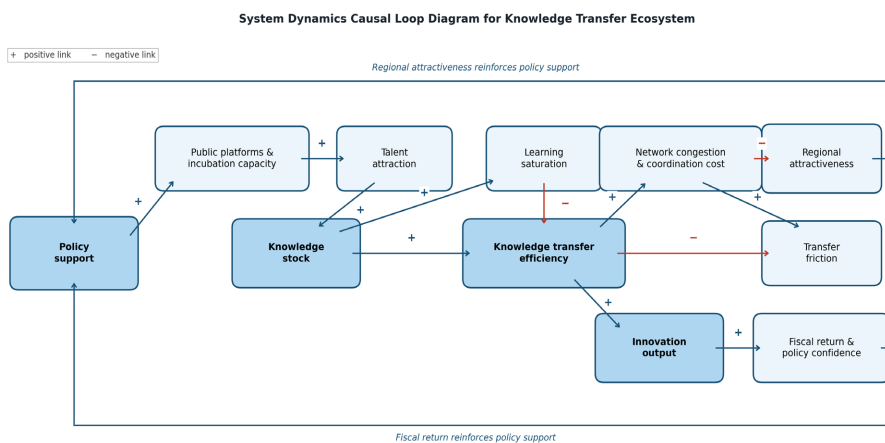 System Dynamics Causal Loop Diagram for Knowledge Transfer Ecosystem
+ positive link − negative link
Regional attractiveness reinforces policy support
Public platforms &
incubation capacity
+
Talent
attraction
Learning
saturation
Network congestion
& coordination cost
−
Regional
attractiveness
+
+
+
−
+
+
Policy
support
Knowledge
stock
+
Knowledge transfer
efficiency
−
Transfer
friction
+
Innovation
output
+
Fiscal return &
policy confidence
Fiscal return reinforces policy support